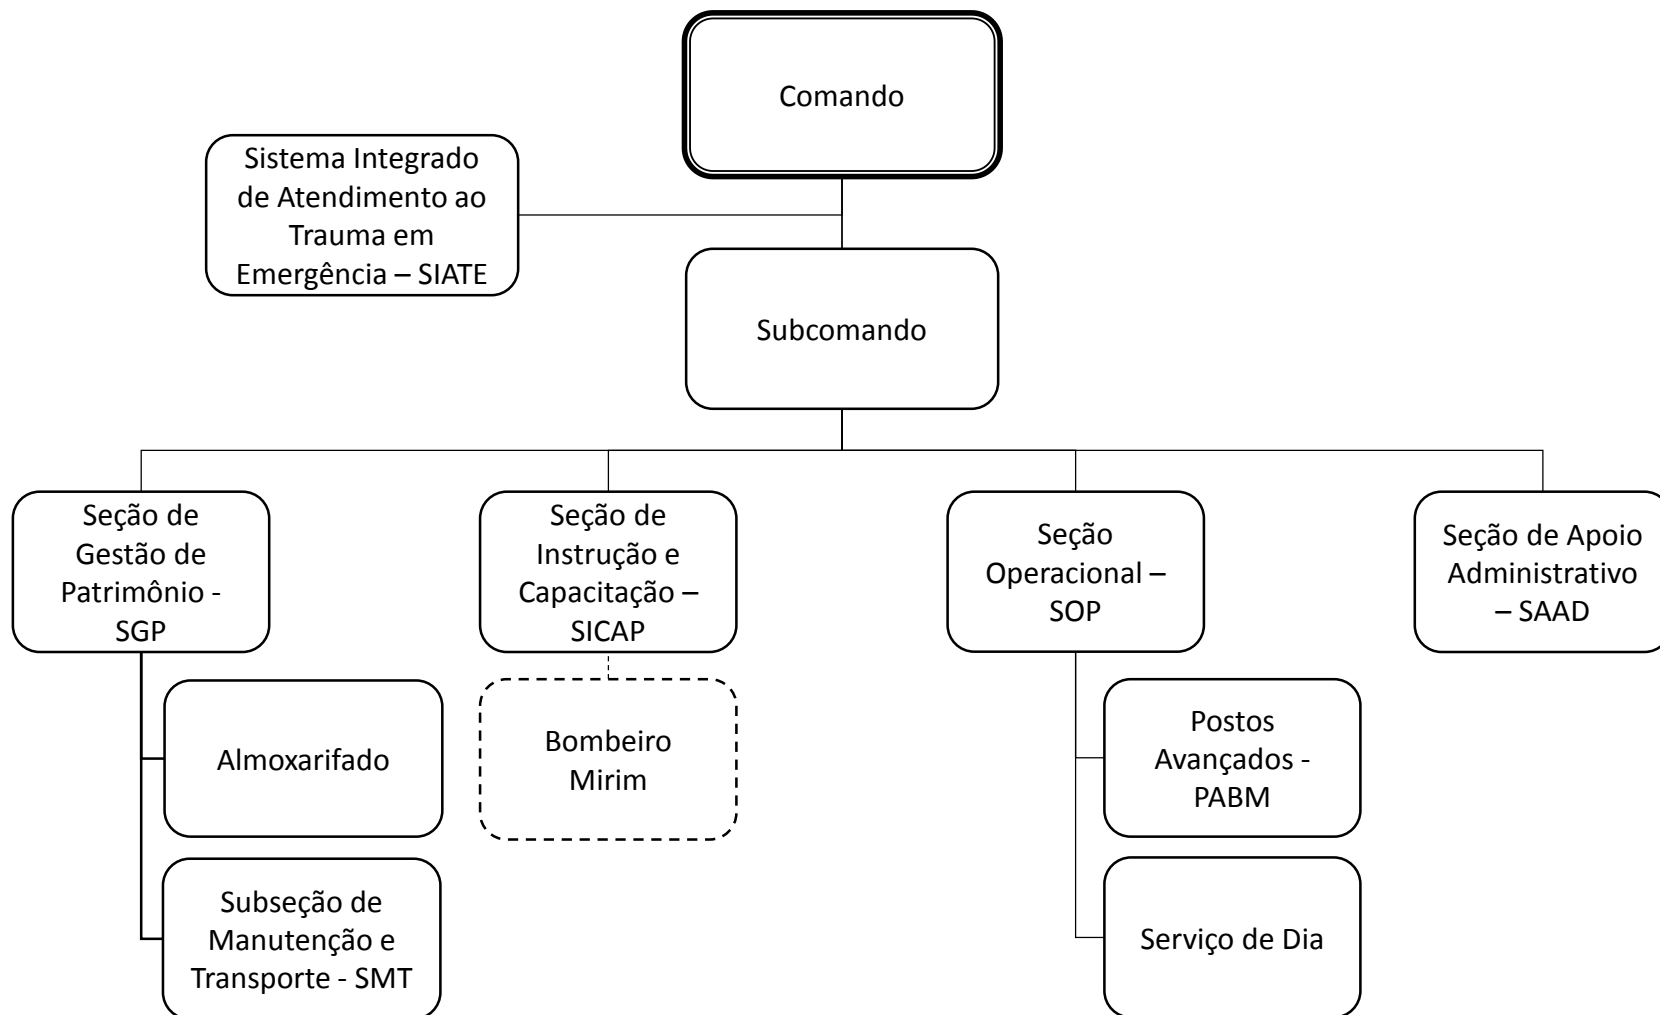 Comando
Sistema Integrado
de Atendimento ao
Trauma em
Emergência – SIATE
Subcomando
Seção de
Gestão de
Patrimônio -
SGP
Seção de
Instrução e
Capacitação –
SICAP
Seção
Operacional –
SOP
Seção de Apoio
Administrativo
– SAAD
Almoxarifado
Bombeiro
Mirim
Postos
Avançados -
PABM
Subseção de
Manutenção e
Transporte - SMT
Serviço de Dia